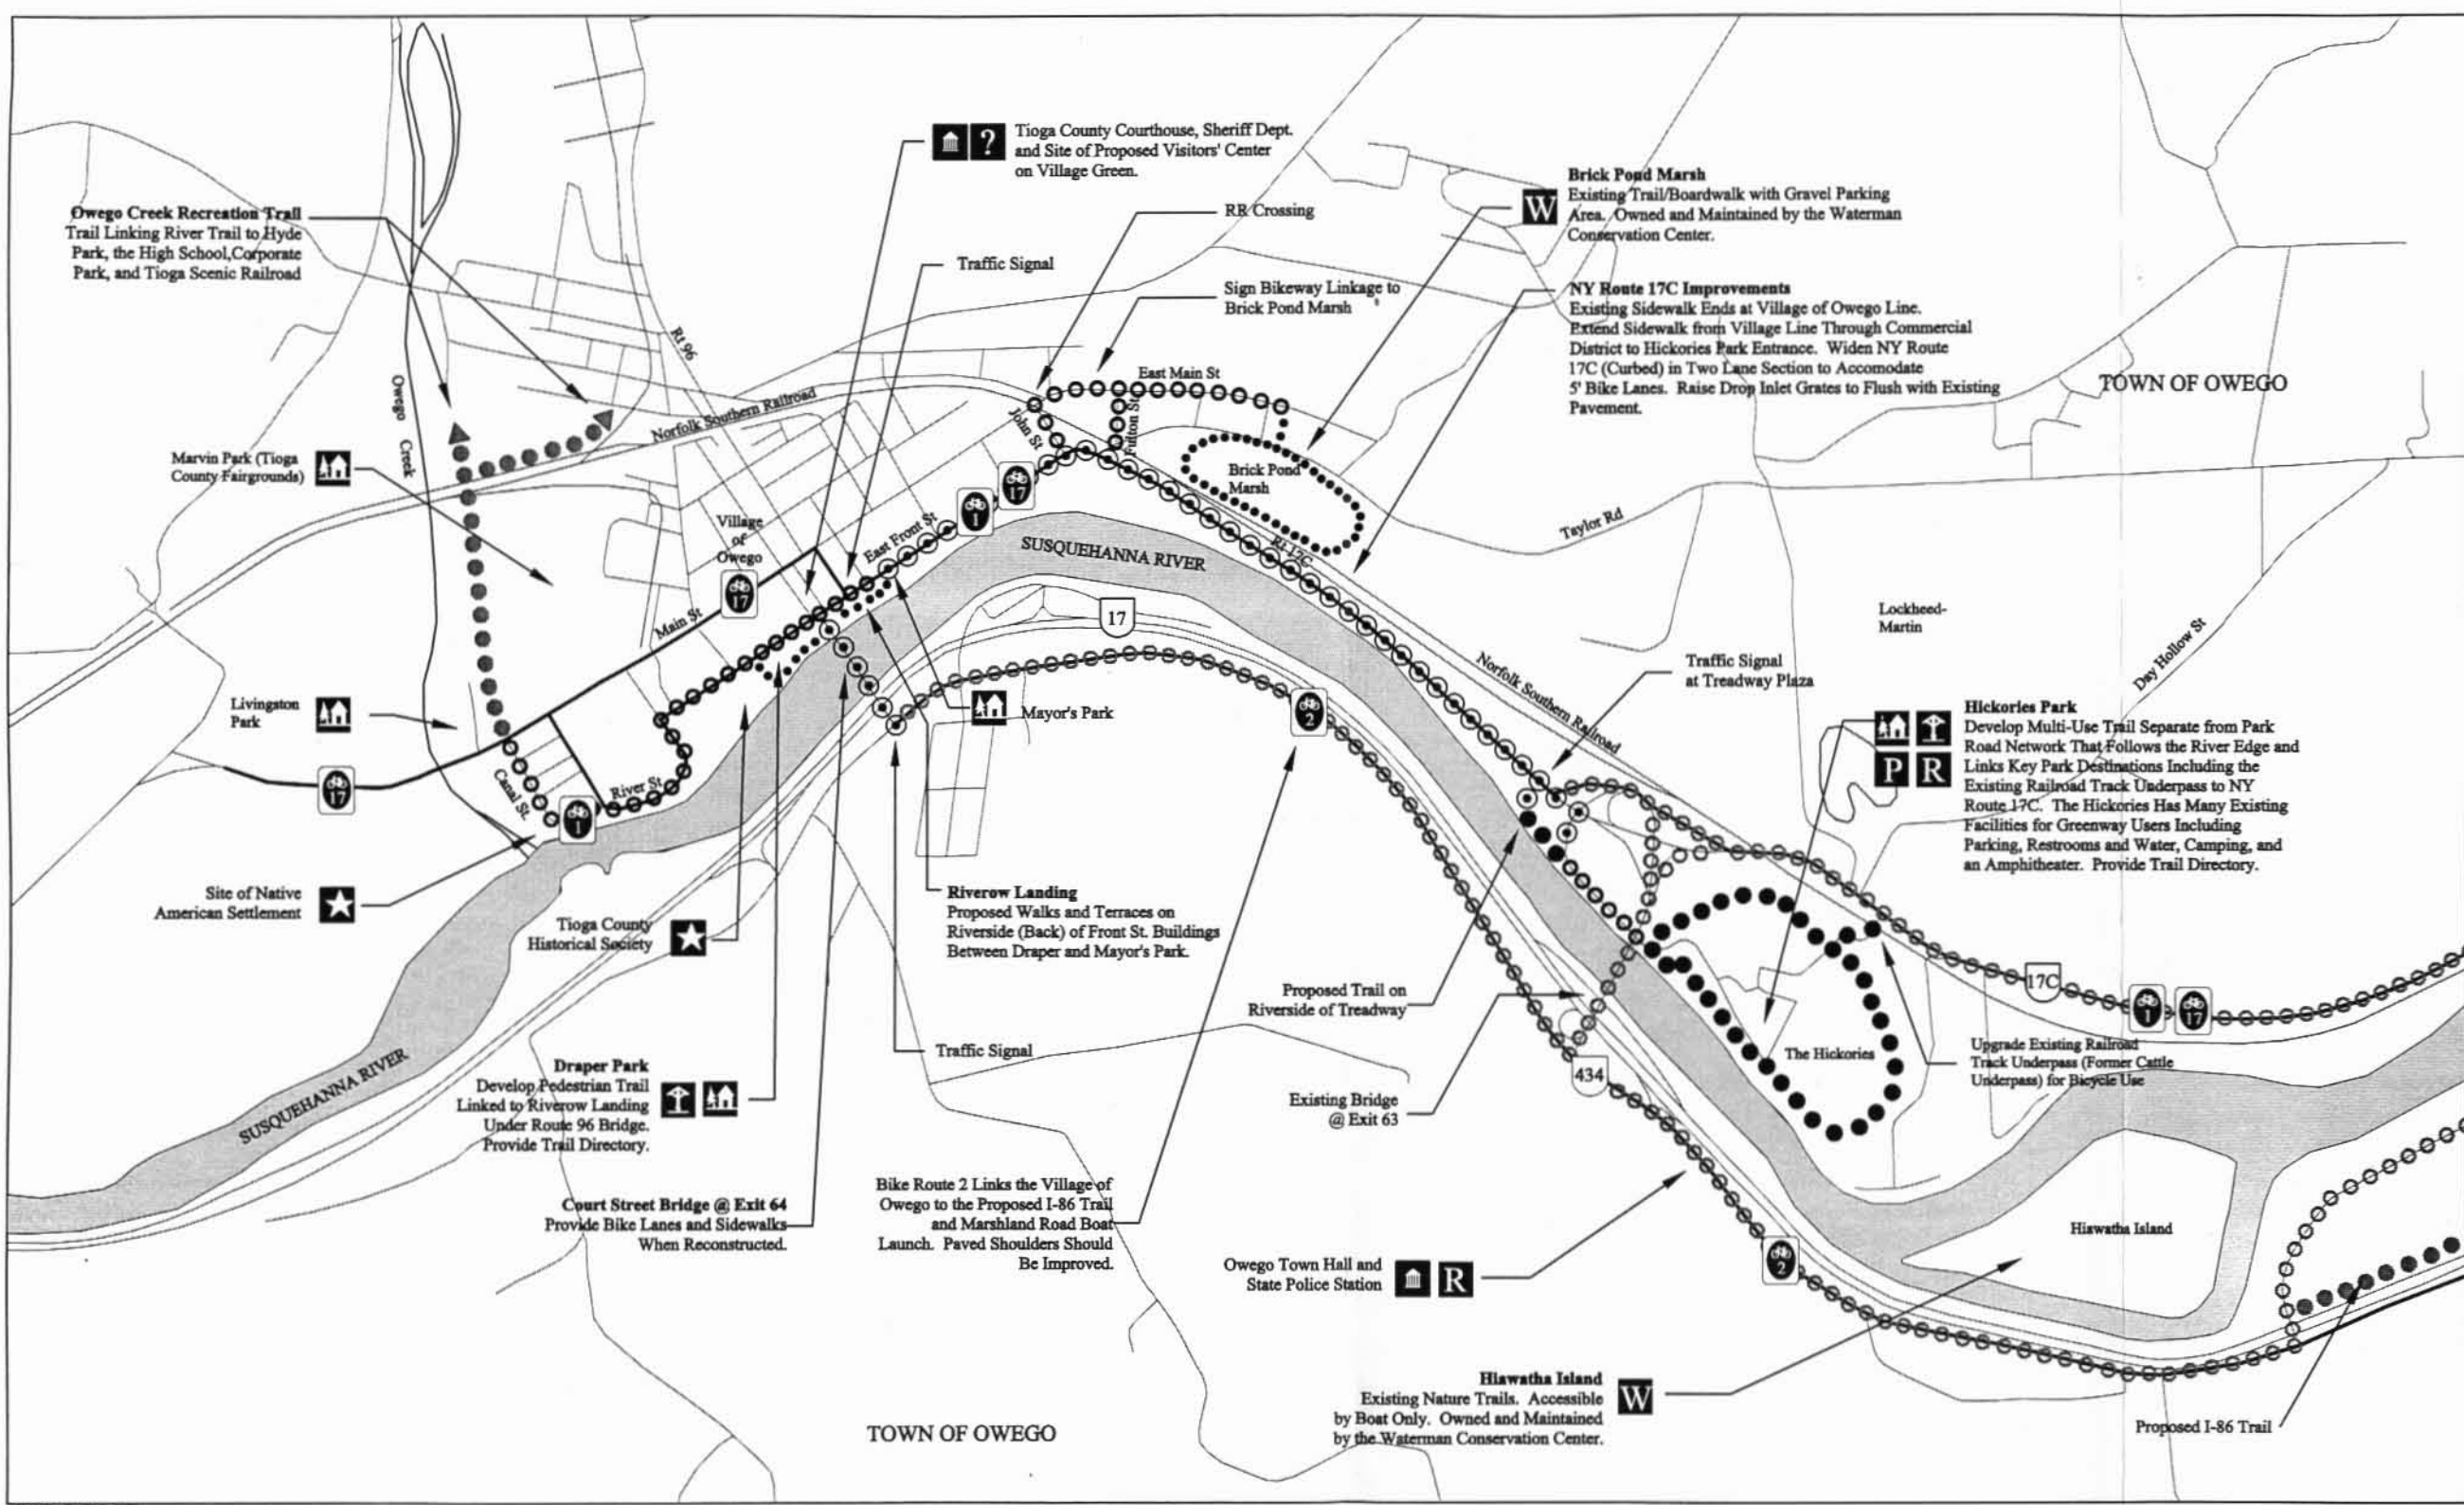 Tioga County Courthouse, Sheriff Dept.
and Site of Proposed Visitors' Center
on Village Green.
?
Owego Creek Recreation Trail
Trail Linking River Trail to Hyde
Park, the High School,Corporate
Park, and Tioga Scenic Railroad
RR Crossing
Traffic Signal
Sign Bikeway Linkage to
Brick Pond Marsh
W
Brick Pond Marsh
Existing Trail/Boardwalk with Gravel Parking
Area. Owned and Maintained by the Waterman
Conservation Center.
NY Route 17C Improvements
Existing Sidewalk Ends at Village of Owego Line.
Extend Sidewalk from Village Line Through Commercial
District to Hickories Park Entrance. Widen NY Route
17C (Curbed) in Two Lane Section to Accomodate
5' Bike Lanes. Raise Drop Inlet Grates to Flush with Existing
Pavement.
TOWN OF OWEGO
Rt 96
Owego Creek
Norfolk Southern Railroad
East Main St
John St
Fulton St
Marvin Park (Tioga
County Fairgrounds)
Brick Pond
Marsh
17
1
Village
of
Owego
East Front St
SUSQUEHANNA RIVER
Rt 17C
Taylor Rd
17
Main St
17
Lockheed-
Martin
Day Hollow St
Norfolk Southern Railroad
Traffic Signal
at Treadway Plaza
Livingston
Park
Mayor's Park
2
Hickories Park
Develop Multi-Use Trail Separate from Park
Road Network That Follows the River Edge and
Links Key Park Destinations Including the
Existing Railroad Track Underpass to NY
Route 17C. The Hickories Has Many Existing
Facilities for Greenway Users Including
Parking, Restrooms and Water, Camping, and
an Amphitheater. Provide Trail Directory.
P R
17
Canal St.
River St
1
Site of Native
American Settlement
Tioga County
Historical Society
Riverow Landing
Proposed Walks and Terraces on
Riverside (Back) of Front St. Buildings
Between Draper and Mayor's Park.
Proposed Trail on
Riverside of Treadway
17C
1
17
Traffic Signal
The Hickories
Upgrade Existing Railroad
Track Underpass (Former Cattle
Underpass) for Bicycle Use
434
SUSQUEHANNA RIVER
Draper Park
Develop Pedestrian Trail
Linked to Riverow Landing
Under Route 96 Bridge.
Provide Trail Directory.
Existing Bridge
@ Exit 63
Court Street Bridge @ Exit 64
Provide Bike Lanes and Sidewalks
When Reconstructed.
Bike Route 2 Links the Village of
Owego to the Proposed I-86 Trail
and Marshland Road Boat
Launch. Paved Shoulders Should
Be Improved.
Hiawatha Island
Owego Town Hall and
State Police Station
R
2
Hiawatha Island
Existing Nature Trails. Accessible
by Boat Only. Owned and Maintained
by the Waterman Conservation Center.
W
TOWN OF OWEGO
Proposed I-86 Trail